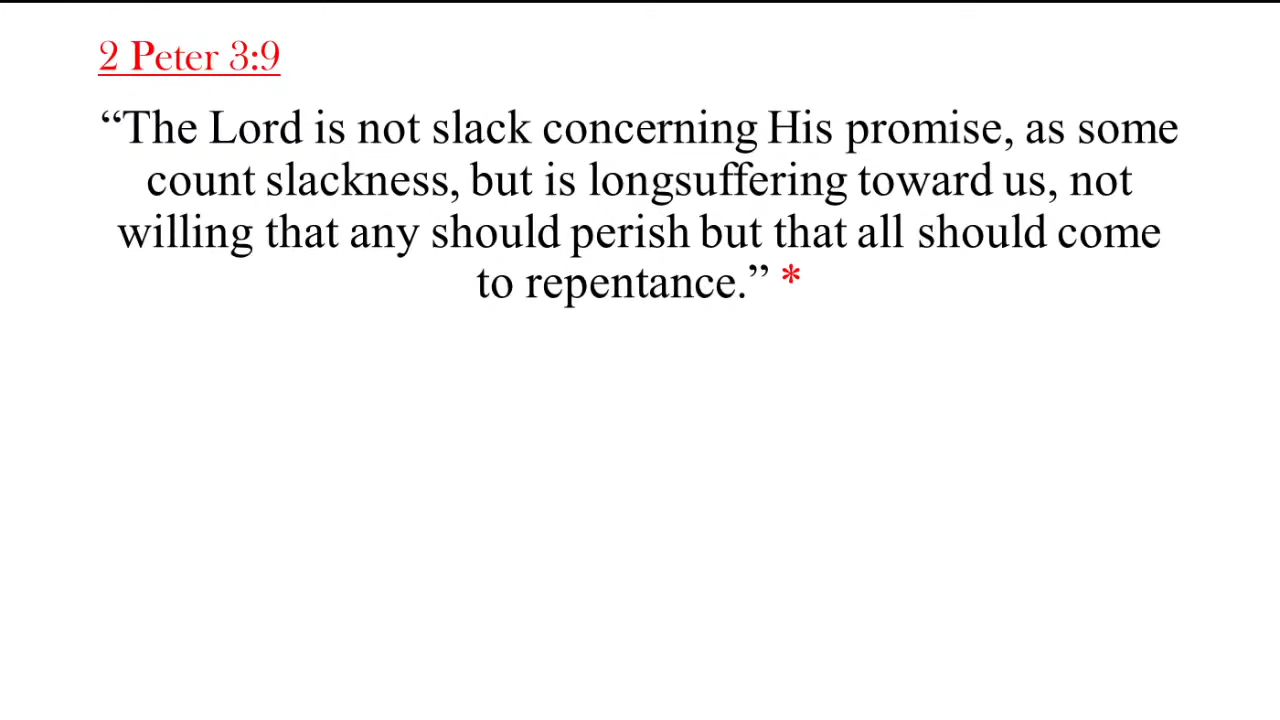 2 Peter 3:9
“The Lord is not slack concerning His promise, as some
count slackness, but is longsuffering toward us, not
willing that any should perish but that all should come
to repentance.” *